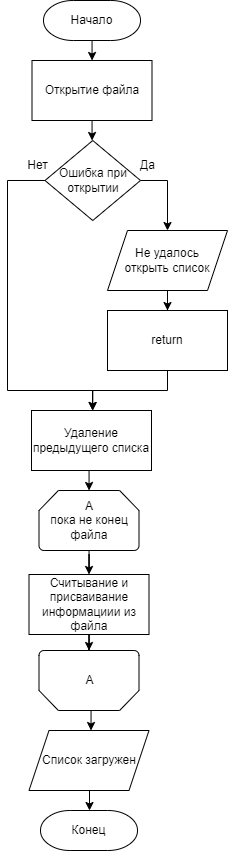 Начало
Открытие файла
Нет
Ошибка при
открытии
Да
Не удалось
открыть список
return
Удаление
предыдущего списка
А
пока не конец
файла
Считывание и
присваивание
информациии из
файла
А
Список загружен
Конец